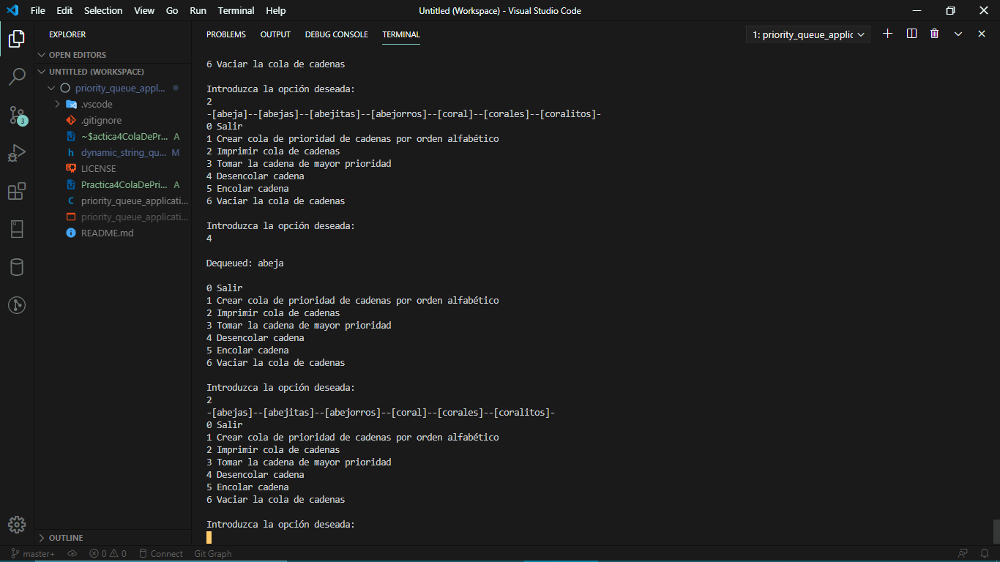 File Edit Selection View Go Run Terminal Help
Untitled (Workspace) - Visual Studio Code
EXPLORER
OPEN EDITORS
UNTITLED (WORKSPACE)
priority_queue_appl...
.vscode
.gitignore
~$actica4ColaDePr... A
h dynamic_string_qu... M
LICENSE
Practica4ColaDePri... A
C priority_queue_applicati...
priority_queue_applicati...
README.md
OUTLINE
3
PROBLEMS OUTPUT DEBUG CONSOLE TERMINAL
1: priority_queue_applic
6 Vaciar la cola de cadenas
Introduzca la opción deseada:
2
-[abeja]--[abejas]--[abejitas]--[abejorros]--[coral]--[corales]--[coralitos]-
0 Salir
1 Crear cola de prioridad de cadenas por orden alfabético
2 Imprimir cola de cadenas
3 Tomar la cadena de mayor prioridad
4 Desencolar cadena
5 Encolar cadena
6 Vaciar la cola de cadenas
Introduzca la opción deseada:
4
Dequeued: abeja
0 Salir
1 Crear cola de prioridad de cadenas por orden alfabético
2 Imprimir cola de cadenas
3 Tomar la cadena de mayor prioridad
4 Desencolar cadena
5 Encolar cadena
6 Vaciar la cola de cadenas
Introduzca la opción deseada:
2
-[abejas]--[abejitas]--[abejorros]--[coral]--[corales]--[coralitos]-
0 Salir
1 Crear cola de prioridad de cadenas por orden alfabético
2 Imprimir cola de cadenas
3 Tomar la cadena de mayor prioridad
4 Desencolar cadena
5 Encolar cadena
6 Vaciar la cola de cadenas
Introduzca la opción deseada:
master+ 0 0 Connect Git Graph